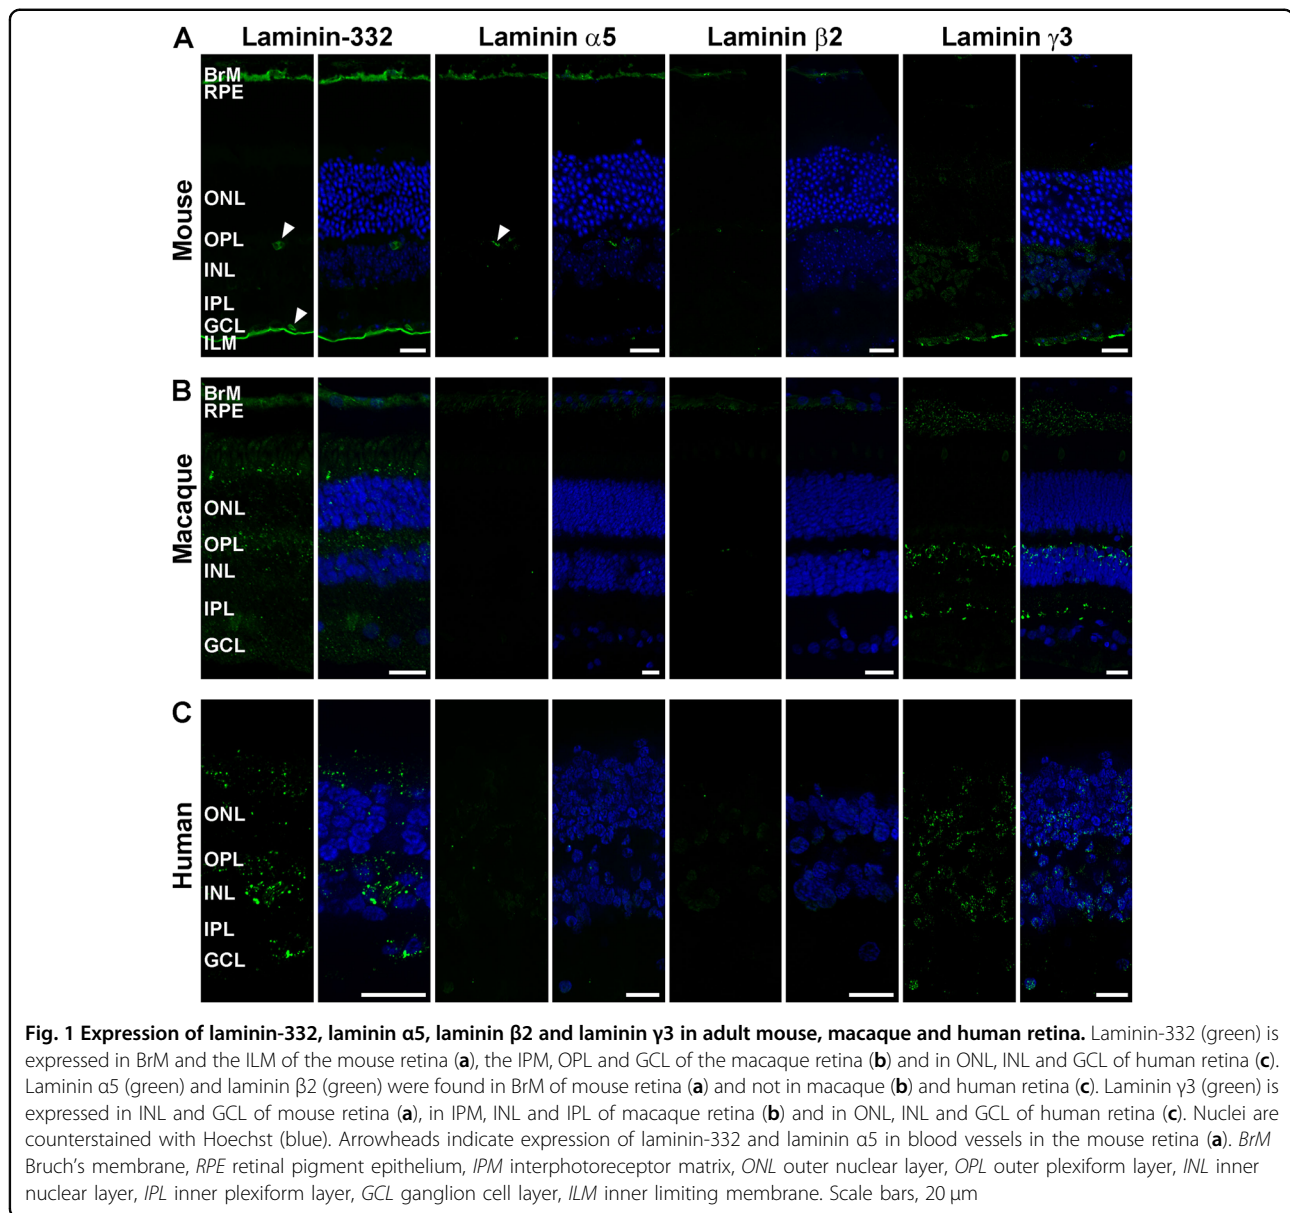 A Laminin-332 Laminin α5 Laminin β2 Laminin γ3
Mouse
BrM
RPE
ONL
OPL
INL
IPL
GCL
ILM
B
Macaque
BrM
RPE
ONL
OPL
INL
IPL
GCL
C
Human
ONL
OPL
INL
IPL
GCL
Fig. 1 Expression of laminin-332, laminin α5, laminin β2 and laminin γ3 in adult mouse, macaque and human retina. Laminin-332 (green) is
expressed in BrM and the ILM of the mouse retina (a), the IPM, OPL and GCL of the macaque retina (b) and in ONL, INL and GCL of human retina (c).
Laminin α5 (green) and laminin β2 (green) were found in BrM of mouse retina (a) and not in macaque (b) and human retina (c). Laminin γ3 (green) is
expressed in INL and GCL of mouse retina (a), in IPM, INL and IPL of macaque retina (b) and in ONL, INL and GCL of human retina (c). Nuclei are
counterstained with Hoechst (blue). Arrowheads indicate expression of laminin-332 and laminin α5 in blood vessels in the mouse retina (a). BrM
Bruch's membrane, RPE retinal pigment epithelium, IPM interphotoreceptor matrix, ONL outer nuclear layer, OPL outer plexiform layer, INL inner
nuclear layer, IPL inner plexiform layer, GCL ganglion cell layer, ILM inner limiting membrane. Scale bars, 20 μm